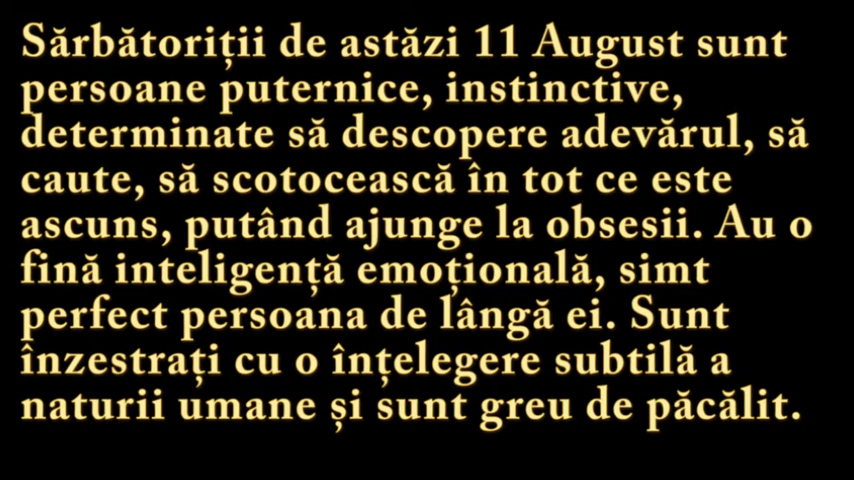 Sărbătoriții de astăzi 11 August sunt
persoane puternice, instinctive,
determinate să descopere adevărul, să
caute, să scotocească în tot ce este
ascuns, putând ajunge la obsesii. Au o
fină inteligență emoțională, simt
perfect persoana de lângă ei. Sunt
înzestrați cu o înțelegere subtilă a
naturii umane și sunt greu de păcălit.